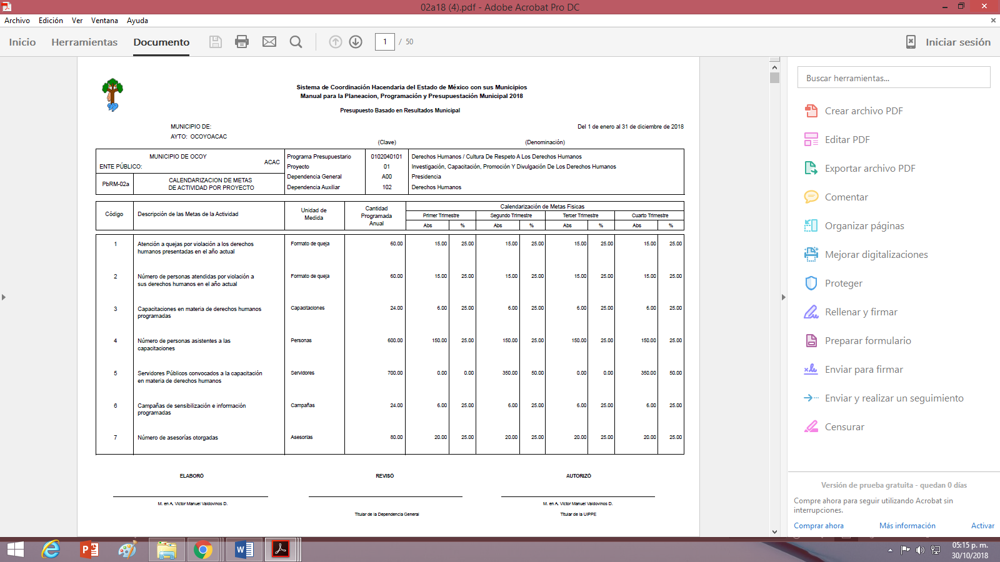 02a18 (4).pdf - Adobe Acrobat Pro DC
Archivo Edición Ver Ventana Ayuda
Inicio Herramientas Documento 1 / 50 Iniciar sesión
Sistema de Coordinación Hacendaria del Estado de México con sus Municipios
Manual para la Planeacion, Programación y Presupuestación Municipal 2018
Presupuesto Basado en Resultados Municipal
MUNICIPIO DE: Del 1 de enero al 31 de diciembre de 2018
AYTO: OCOYOACAC
(Clave) (Denominación)
MUNICIPIO DE OCOY ACAC
ENTE PÚBLICO:
PbRM-02a CALENDARIZACION DE METAS
DE ACTIVIDAD POR PROYECTO
Programa Presupuestario 0102040101 Derechos Humanos / Cultura De Respeto A Los Derechos Humanos
Proyecto 01 Investigación, Capacitación, Promoción Y Divulgación De Los Derechos Humanos
Dependencia General A00 Presidencia
Dependencia Auxiliar 102 Derechos Humanos
Código Descripción de las Metas de la Actividad Unidad de Medida Cantidad Programada Anual Calendarización de Metas Fisicas
Primer Trimestre Segundo Trimestre Tercer Trimestre Cuarto Trimestre
Abs % Abs % Abs % Abs %
1 Atención a quejas por violación a los derechos Formato de queja 60.00 15.00 25.00 15.00 25.00 15.00 25.00 15.00 25.00
humanos presentadas en el año actual
2 Número de personas atendidas por violación a Formato de queja 60.00 15.00 25.00 15.00 25.00 15.00 25.00 15.00 25.00
sus derechos humanos en el año actual
3 Capacitaciones en materia de derechos humanos Capacitaciones 24.00 6.00 25.00 6.00 25.00 6.00 25.00 6.00 25.00
programadas
4 Número de personas asistentes a las Personas 600.00 150.00 25.00 150.00 25.00 150.00 25.00 150.00 25.00
capacitaciones
5 Servidores Públicos convocados a la capacitación Servidores 700.00 0.00 0.00 350.00 50.00 0.00 0.00 350.00 50.00
en materia de derechos humanos
6 Campañas de sensibilización e información Campañas 24.00 6.00 25.00 6.00 25.00 6.00 25.00 6.00 25.00
programadas
7 Número de asesorías otorgadas Asesorías 80.00 20.00 25.00 20.00 25.00 20.00 25.00 20.00 25.00
ELABORÓ REVISÓ AUTORIZÓ
M. en A. Victor Manuel Valdovinos D. M. en A. Victor Manuel Valdovinos D.
Titular de la Dependencia General Titular de la UIPPE
Buscar herramientas...
Crear archivo PDF
Editar PDF
Exportar archivo PDF
Comentar
Organizar páginas
Mejorar digitalizaciones
Proteger
Rellenar y firmar
Preparar formulario
Enviar para firmar
Enviar y realizar un seguimiento
Censurar
Versión de prueba gratuita - quedan 0 días
Compre ahora para seguir utilizando Acrobat sin
interrupciones.
Comprar ahora Más información Activar
05:15 p. m.
30/10/2018